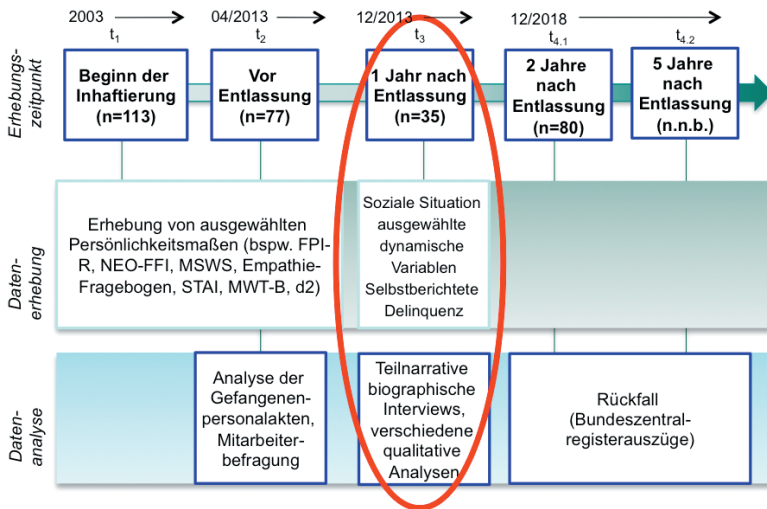 2003
04/2013
12/2013
12/2018
t1
t2
t3
t4.1
t4.2
Erhebungs-
zeitpunkt
Beginn der
Inhaftierung
(n=113)
Vor
Entlassung
(n=77)
1 Jahr nach
Entlassung
(n=35)
2 Jahre
nach
Entlassung
(n=80)
5 Jahre
nach
Entlassung
(n.n.b.)
Daten-
erhebung
Erhebung von ausgewählten
Persönlichkeitsmaßen (bspw. FPI-
R, NEO-FFI, MSWS, Empathie-
Fragebogen, STAI, MWT-B, d2)
Soziale Situation
ausgewählte
dynamische
Variablen
Selbstberichtete
Delinquenz
Daten-
analyse
Analyse der
Gefangenen-
personalakten,
Mitarbeiter-
befragung
Teilnarrative
biographische
Interviews,
verschiedene
qualitative
Analysen
Rückfall
(Bundeszentral-
registerauszüge)